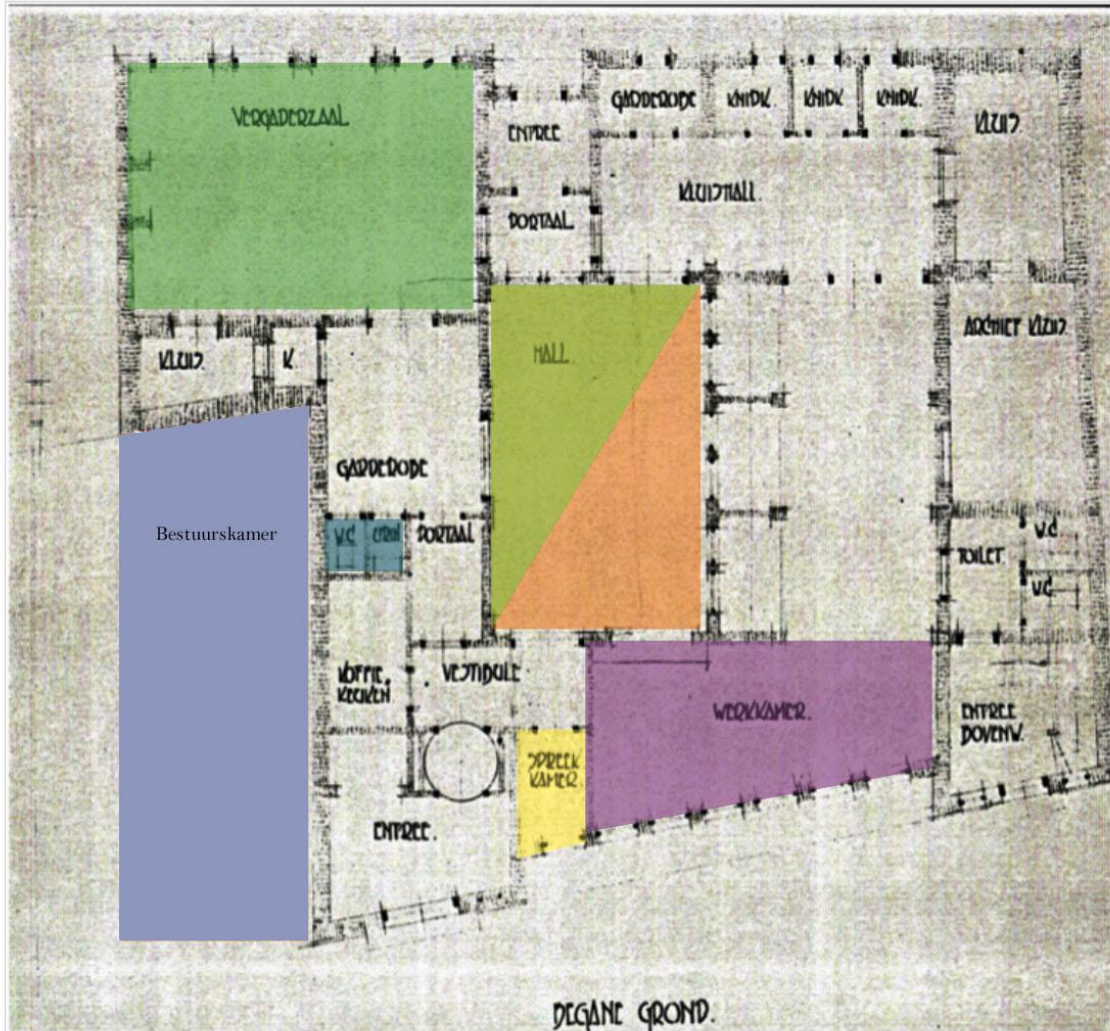 VERGADERZAAL
ENTREE
GARDEROBE
KNIDK.
KNIDK
KNIDK.
KLUIS.
KLUISHALL.
PORTAAL
HALL.
ARCHIEF KLUIS.
KLUIS.
K.
GARDEROBE
Bestuurskamer
W.C
URIN
PORTAAL
TOILET
W.C
W.C
KOFFIE.
KEUKEN
VESTIBULE
WERKKAMER.
ENTREE
BOVENW.
SPREEK
KAMER.
ENTREE.
BEGANE GROND.